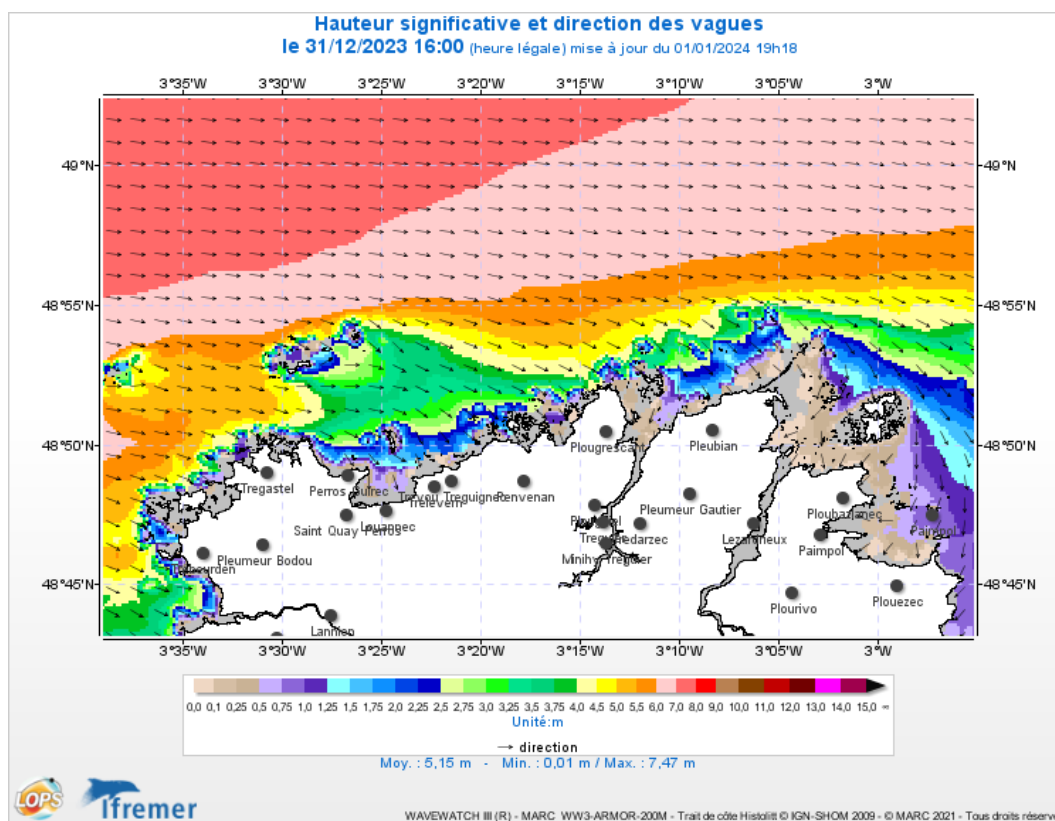 Hauteur significative et direction des vagues
le 31/12/2023 16:00 (heure légale) mise à jour du 01/01/2024 19h18
3°35'W 3°30'W 3°25'W 3°20'W 3°15'W 3°10'W 3°05'W 3°W
49°N 49°N
48°55'N 48°55'N
48°50'N 48°50'N
Plougrescant Pleubian
Tregastel Perros Guirec Trevou Treguignec Penvenan
Trelevern
Louannec
Saint Quay Perros
Pleumeur Gautier Ploubazlanec
Treguier Lezardrieux Paimpol Paimpol
Minihy Treguier
Pleumeur Bodou
48°45'N 48°45'N
Plourivo Plouezec
Lannion
3°35'W 3°30'W 3°25'W 3°20'W 3°15'W 3°10'W 3°05'W 3°W
0,0 0,1 0,25 0,5 0,75 1,0 1,25 1,5 1,75 2,0 2,25 2,5 2,75 3,0 3,25 3,5 3,75 4,0 4,5 5,0 5,5 6,0 7,0 8,0 9,0 10,0 11,0 12,0 13,0 14,0 15,0 ∞
Unité:m
direction
Moy. : 5,15 m - Min. : 0,01 m / Max. : 7,47 m
LOPS
Ifremer
WAVEWATCH III (R) - MARC_WW3-ARMOR-200M - Trait de côte Histolitt © IGN-SHOM 2009 - © MARC 2021 - Tous droits réserve